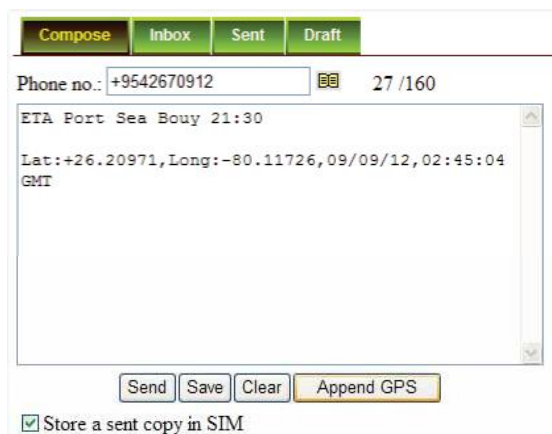 Compose Inbox Sent Draft
Phone no.: +9542670912 27 /160
ETA Port Sea Bouy 21:30
Lat:+26.20971,Long:-80.11726,09/09/12,02:45:04
GMT
Send Save Clear Append GPS
Store a sent copy in SIM